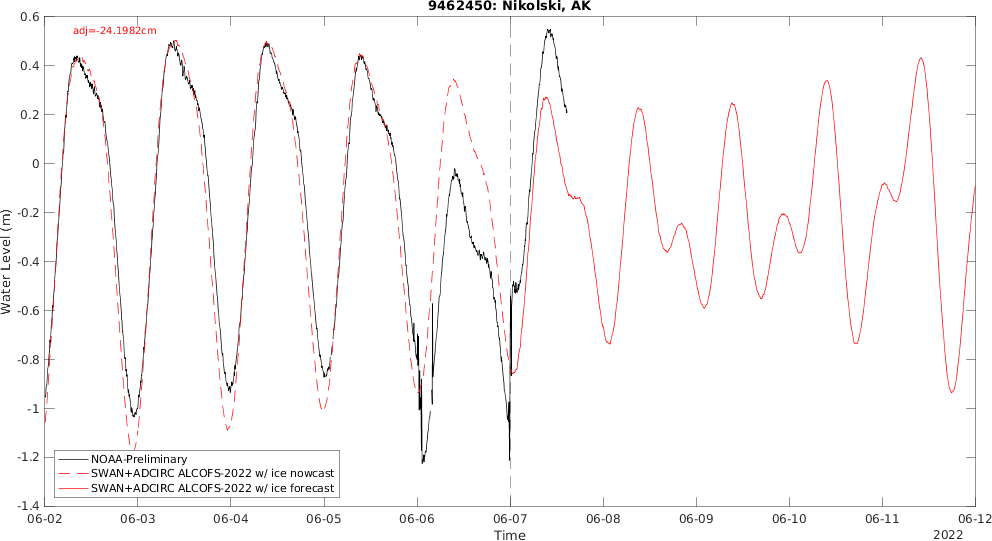 9462450: Nikolski, AK
adj=-24.1982cm
0.6
0.4
0.2
0
-0.2
-0.4
-0.6
-0.8
-1
-1.2
-1.4
Water Level (m)
NOAA-Preliminary
SWAN+ADCIRC ALCOFS-2022 w/ ice nowcast
SWAN+ADCIRC ALCOFS-2022 w/ ice forecast
06-02 06-03 06-04 06-05 06-06 06-07 06-08 06-09 06-10 06-11 06-12
Time
2022